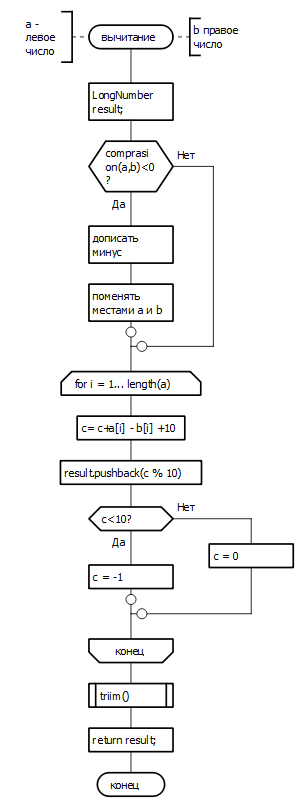 a -
левое
число
вычитание
b правое
число
LongNumber
result;
comprasi
on(a,b)<0
?
Нет
Да
дописать
минус
поменять
местами a и b
for i = 1... length(a)
c= c+a[i] - b[i] +10
result.pushback(c % 10)
c<10?
Нет
Да
c = 0
c = -1
конец
triim()
return result;
конец